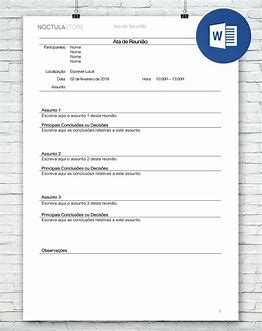 NOCTULASTORE
Ata de Reunião
Ata de Reunião
Participantes: Nome
Nome
Nome
Nome
Localização: Escrever Local
Data: 02 de fevereiro de 2019 Hora: 10:00H – 13:00H
Assunto:
Assunto 1
Escreva aqui o assunto 1 desta reunião.
Principais Conclusões ou Decisões
Escreva aqui as conclusões relativas a este assunto.
Assunto 2
Escreva aqui o assunto 2 desta reunião.
Principais Conclusões ou Decisões
Escreva aqui as conclusões relativas a este assunto.
Assunto 3
Escreva aqui o assunto 3 desta reunião.
Principais Conclusões ou Decisões
Escreva aqui as conclusões relativas a este assunto.
Observações
1
W